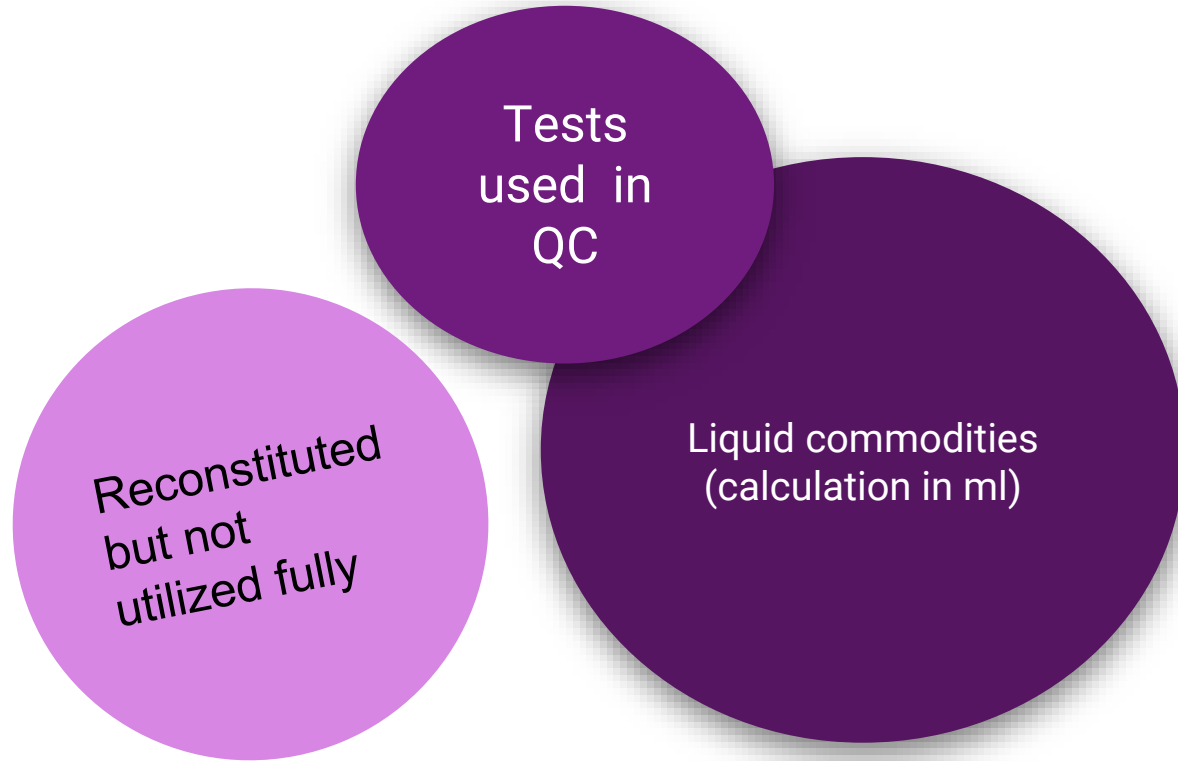 Tests
used in
QC
Liquid commodities
(calculation in ml)
Reconstituted
but not
utilized fully